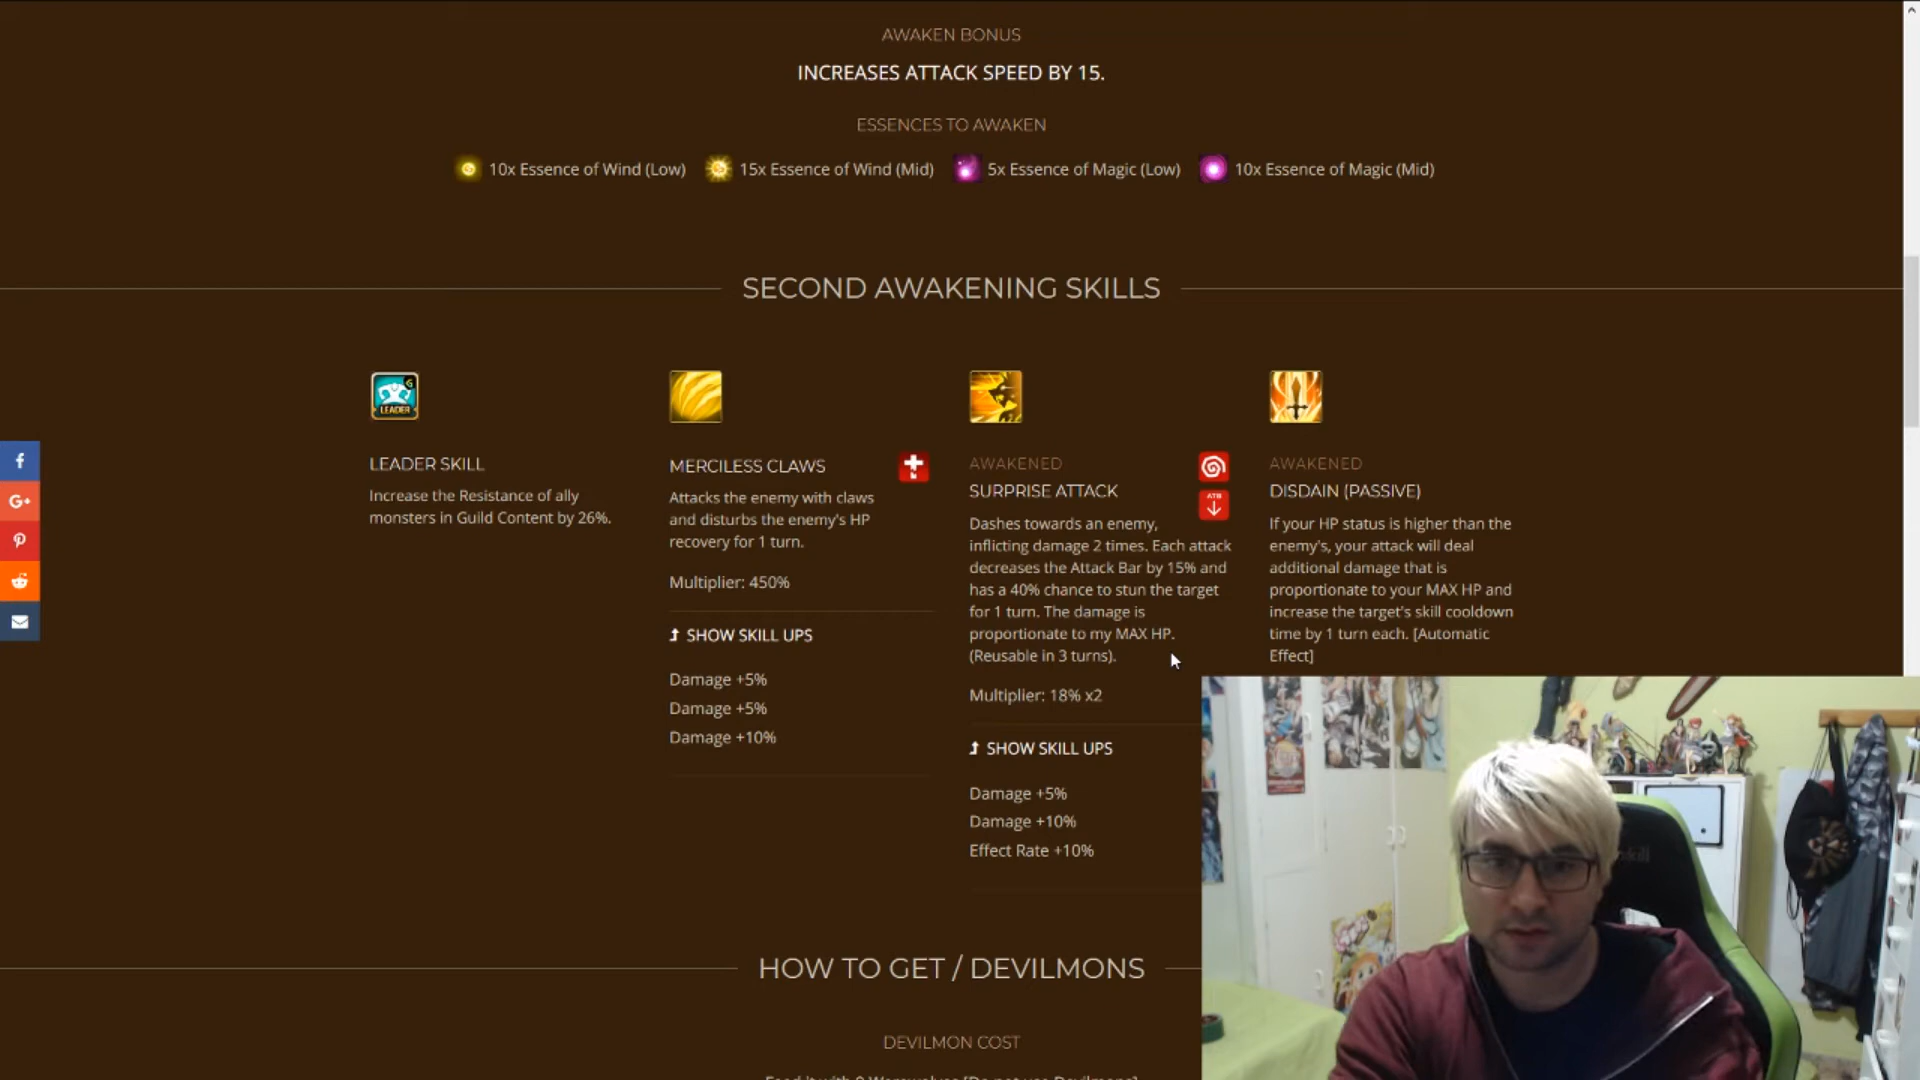 AWAKEN BONUS
INCREASES ATTACK SPEED BY 15.
ESSENCES TO AWAKEN
10x Essence of Wind (Low) 15x Essence of Wind (Mid) 5x Essence of Magic (Low) 10x Essence of Magic (Mid)
SECOND AWAKENING SKILLS
LEADER
LEADER SKILL
Increase the Resistance of ally
monsters in Guild Content by 26%.
MERCILESS CLAWS
Attacks the enemy with claws
and disturbs the enemy's HP
recovery for 1 turn.
Multiplier: 450%
SHOW SKILL UPS
Damage +5%
Damage +5%
Damage +10%
AWAKENED
SURPRISE ATTACK
ATB
Dashes towards an enemy,
inflicting damage 2 times. Each attack
decreases the Attack Bar by 15% and
has a 40% chance to stun the target
for 1 turn. The damage is
proportionate to my MAX HP.
(Reusable in 3 turns).
Multiplier: 18% x2
SHOW SKILL UPS
Damage +5%
Damage +10%
Effect Rate +10%
AWAKENED
DISDAIN (PASSIVE)
If your HP status is higher than the
enemy's, your attack will deal
additional damage that is
proportionate to your MAX HP and
increase the target's skill cooldown
time by 1 turn each. [Automatic
Effect]
f
G+
HOW TO GET / DEVILMONS
DEVILMON COST